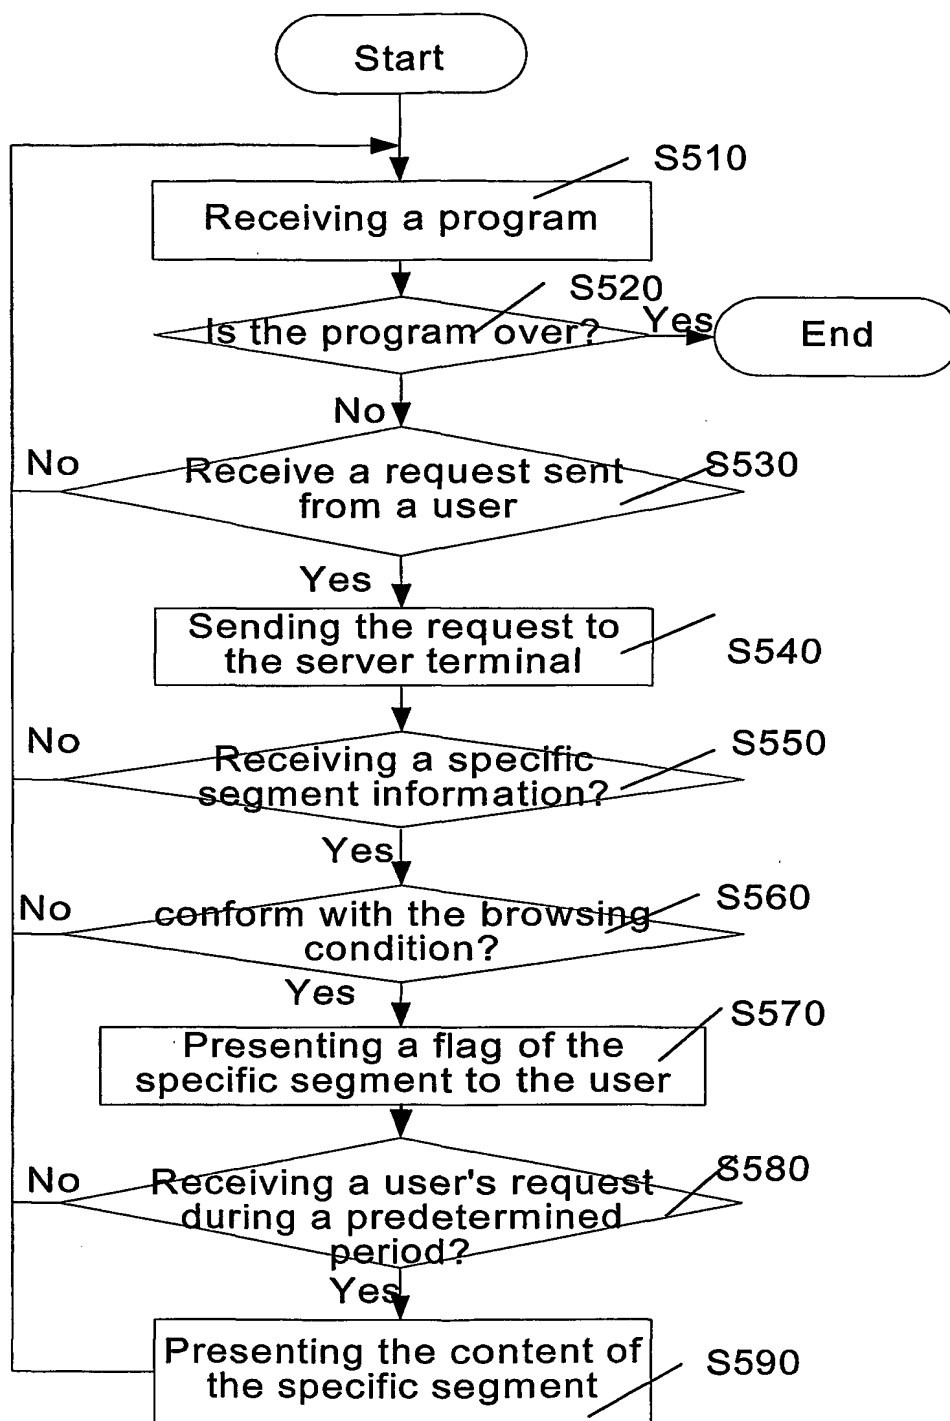 Start
S510
Receiving a program
S520
Is the program over?
Yes
End
No
No
Receive a request sent
from a user
S530
Yes
Sending the request to
the server terminal
S540
No
Receiving a specific
segment information?
S550
Yes
No
conform with the browsing
condition?
S560
Yes
S570
Presenting a flag of the
specific segment to the user
No
Receiving a user's request
during a predetermined
period?
S580
Yes
Presenting the content of
the specific segment
S590